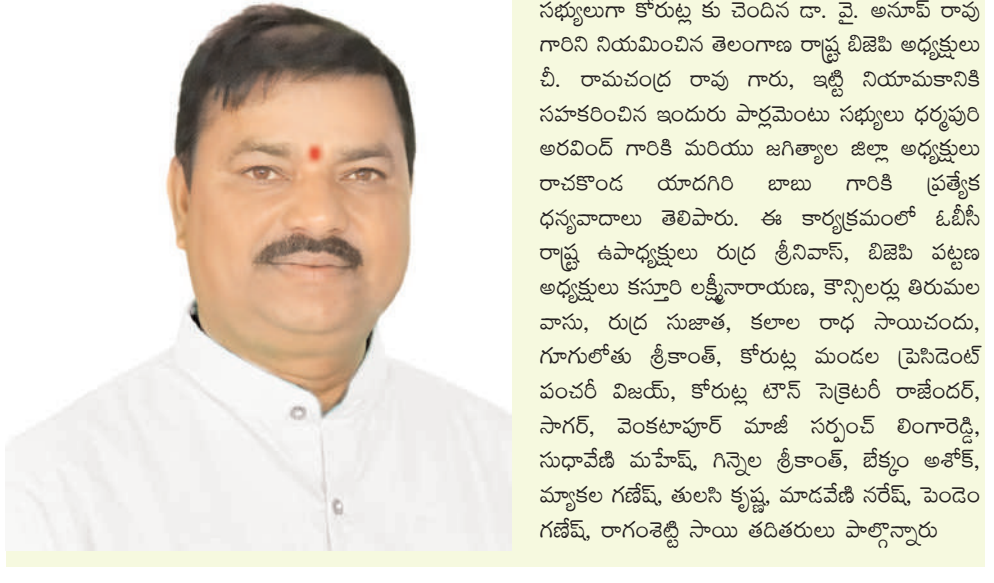 సభ్యులుగా కోరుట్ల కు చెందిన డా. వై. అనూప్ రావు
గారిని నియమించిన తెలంగాణ రాష్ట్ర బిజెపి అధ్యక్షులు
చీ. రామచంద్ర రావు గారు, ఇట్టి నియామకానికి
సహకరించిన ఇందురు పార్లమెంటు సభ్యులు ధర్మపురి
అరవింద్ గారికి మరియు జగిత్యాల జిల్లా అధ్యక్షులు
రాచకొండ యాదగిరి బాబు గారికి ప్రత్యేక
ధన్యవాదాలు తెలిపారు. ఈ కార్యక్రమంలో ఓబీసీ
రాష్ట్ర ఉపాధ్యక్షులు రుద్ర శ్రీనివాస్, బిజెపి పట్టణ
అధ్యక్షులు కస్తూరి లక్ష్మీనారాయణ, కౌన్సిలర్లు తిరుమల
వాసు, రుద్ర సుజాత, కలాల రాధ సాయిచందు,
గూగులోతు శ్రీకాంత్, కోరుట్ల మండల ప్రెసిడెంట్
పంచరీ విజయ్, కోరుట్ల టౌన్ సెక్రెటరీ రాజేందర్,
సాగర్, వెంకటాపూర్ మాజీ సర్పంచ్ లింగారెడ్డి,
సుధావేణి మహేష్, గిన్నెల శ్రీకాంత్, బేక్కం అశోక్,
మ్యాకల గణేష్, తులసి కృష్ణ, మాడవేణి నరేష్, పెండెం
గణేష్, రాగంశెట్టి సాయి తదితరులు పాల్గొన్నారు